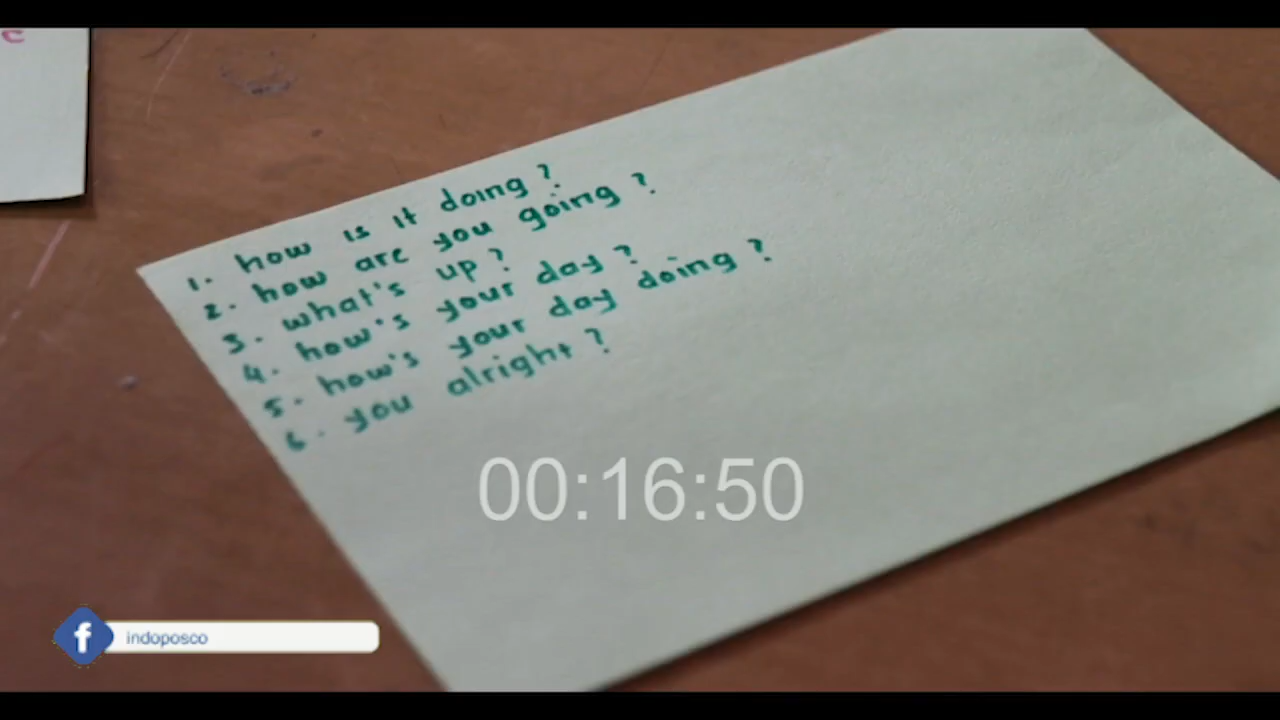 e
1. how is it doing?
2. how are you going?
3. what's up?
4. how's your day?
5. how's your day doing?
6. you alright?
00:16:50
f indoposco